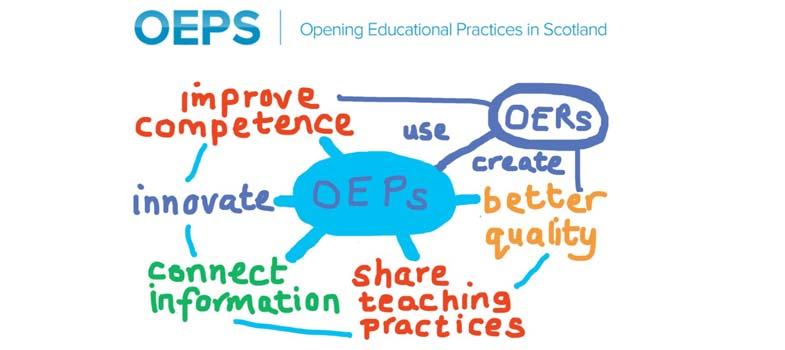 OEPS
Opening Educational Practices in Scotland
improve
competence
use
OERs
create
innovate
OEPs
better
quality
connect
information
share
teaching
practices